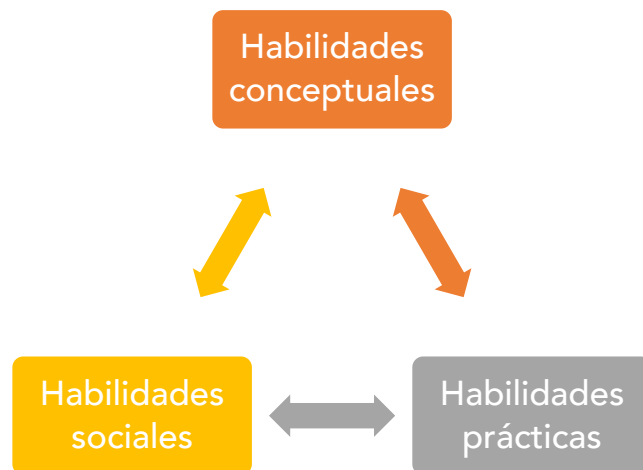 Habilidades
conceptuales
Habilidades
sociales
Habilidades
prácticas